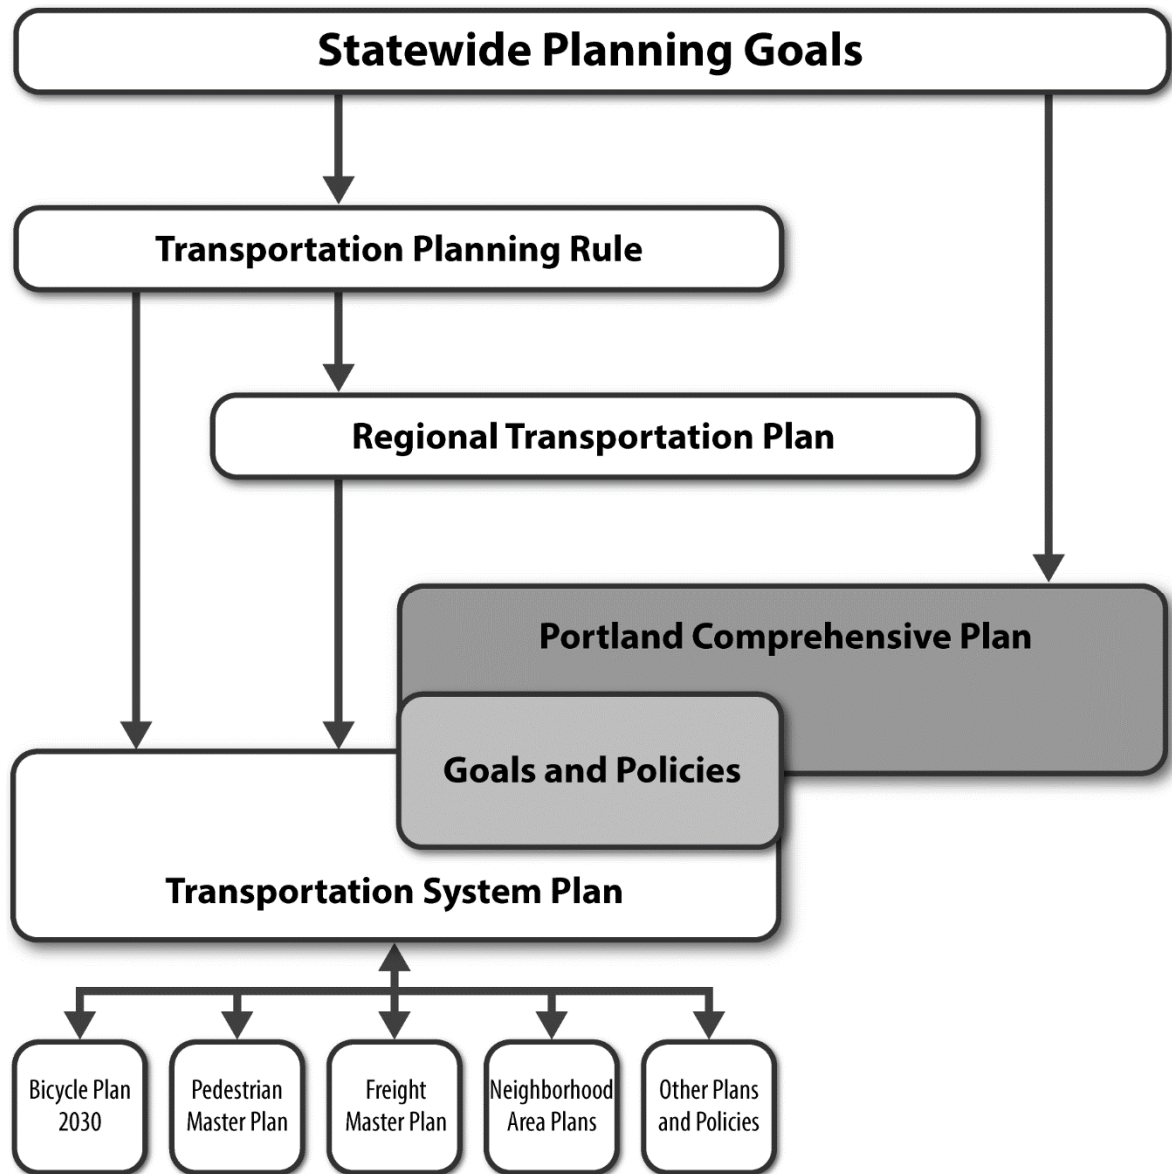 Statewide Planning Goals
Transportation Planning Rule
Regional Transportation Plan
Portland Comprehensive Plan
Goals and Policies
Transportation System Plan
Bicycle Plan
2030
Pedestrian
Master Plan
Freight
Master Plan
Neighborhood
Area Plans
Other Plans
and Policies